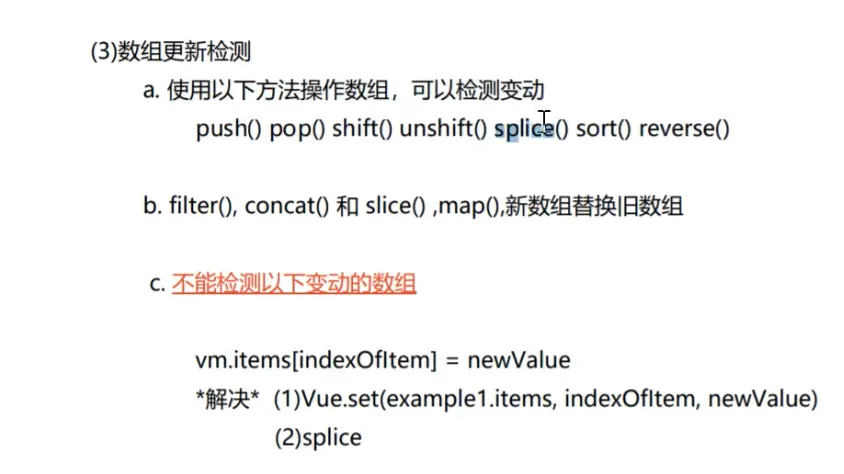 (3)数组更新检测
a. 使用以下方法操作数组，可以检测变动
push() pop() shift() unshift() splice() sort() reverse()
b. filter(), concat() 和 slice() ,map(),新数组替换旧数组
c. 不能检测以下变动的数组
vm.items[indexOfItem] = newValue
*解决* (1)Vue.set(example1.items, indexOfItem, newValue)
(2)splice